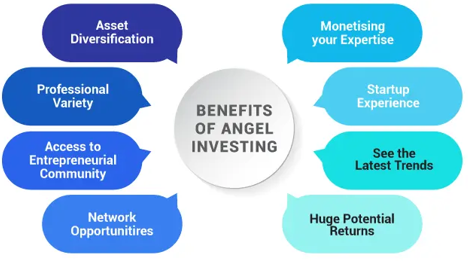 Asset
Diversification
Professional
Variety
Access to
Entrepreneurial
Community
Network
Opportunitires
BENEFITS
OF ANGEL
INVESTING
Monetising
your Expertise
Startup
Experience
See the
Latest Trends
Huge Potential
Returns